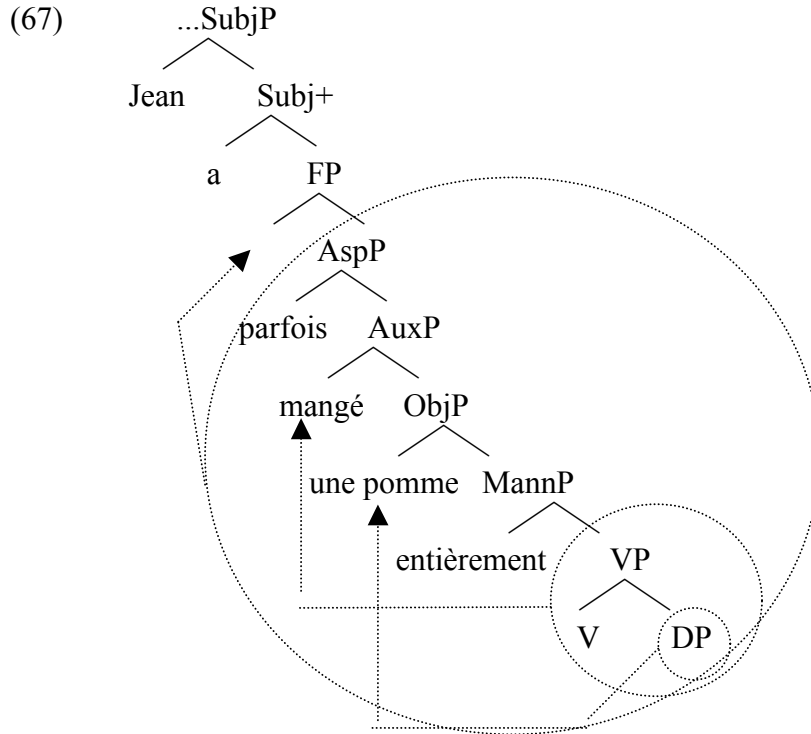 (67) ...SubjP
Jean Subj+
a FP
AspP
parfois AuxP
mangé ObjP
une pomme MannP
entièrement VP
V DP